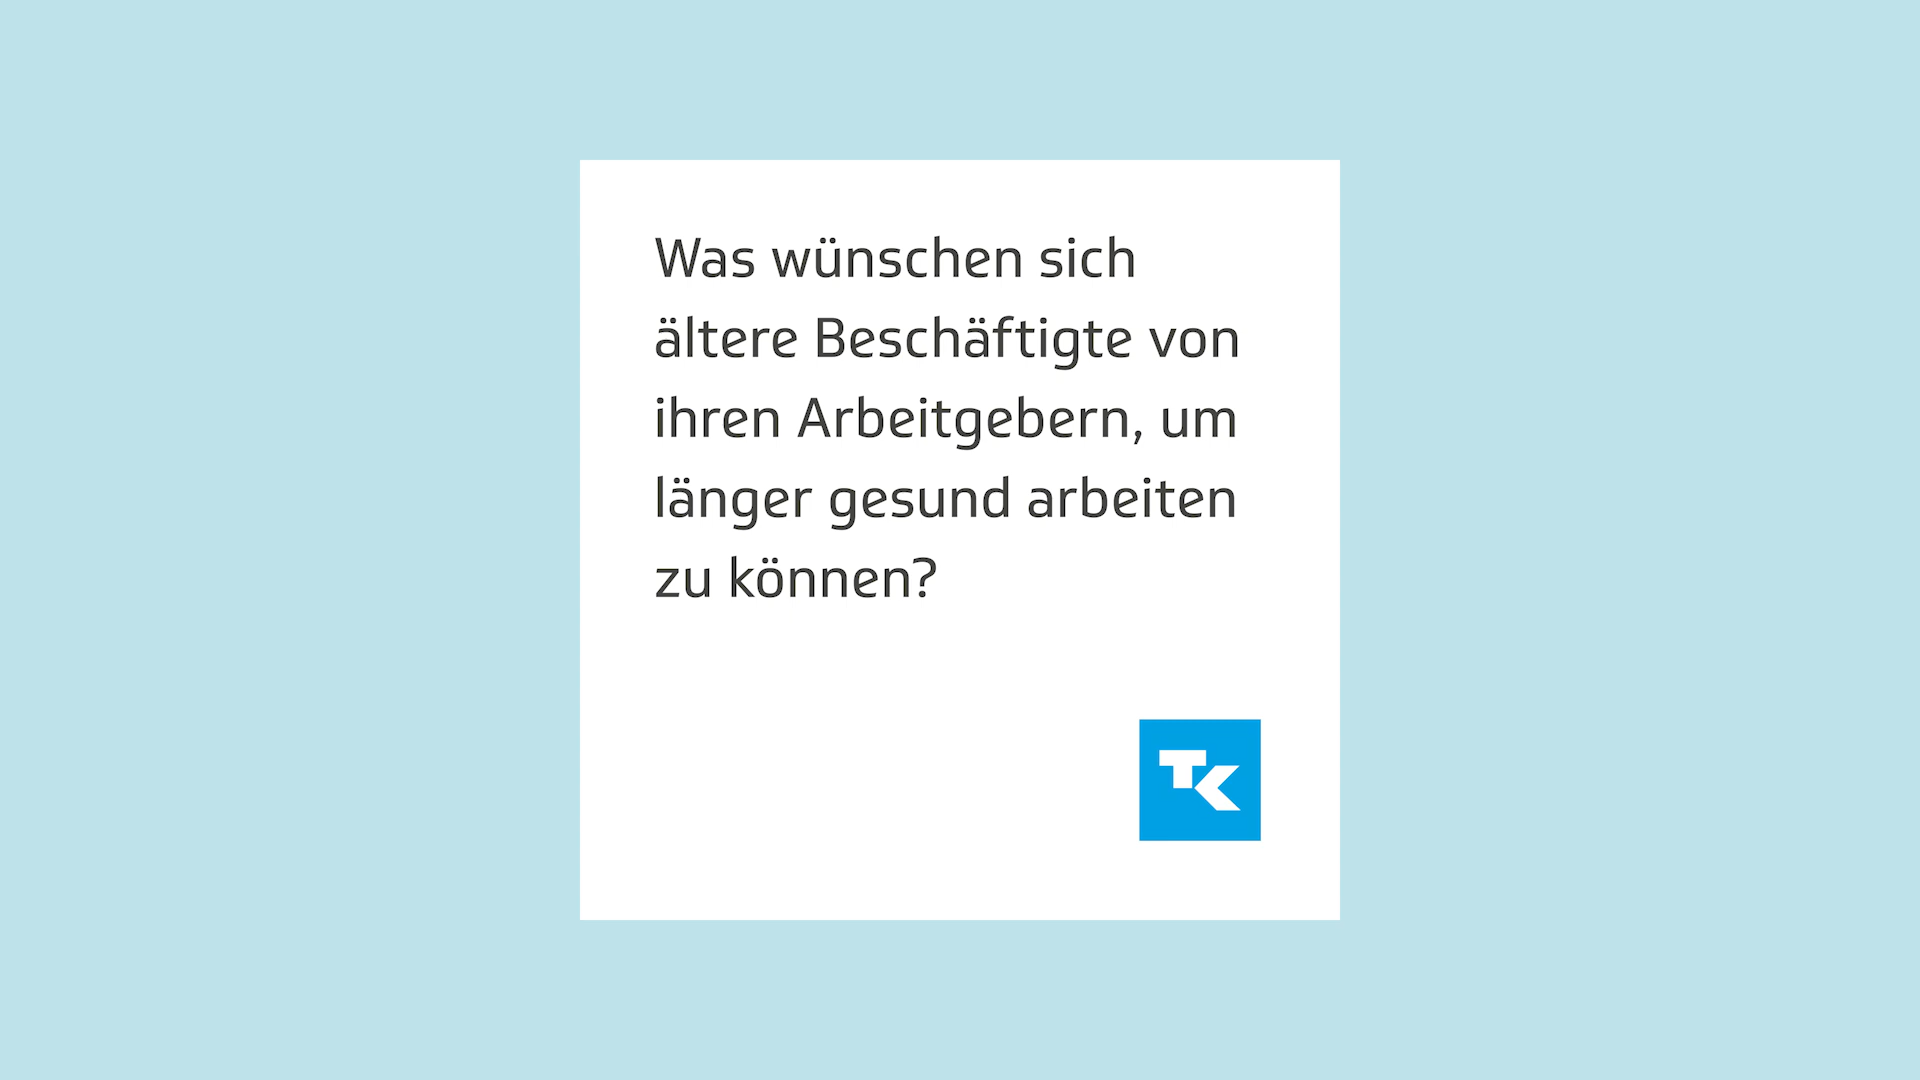 Was wünschen sich
ältere Beschäftigte von
ihren Arbeitgebern, um
länger gesund arbeiten
zu können?
TK